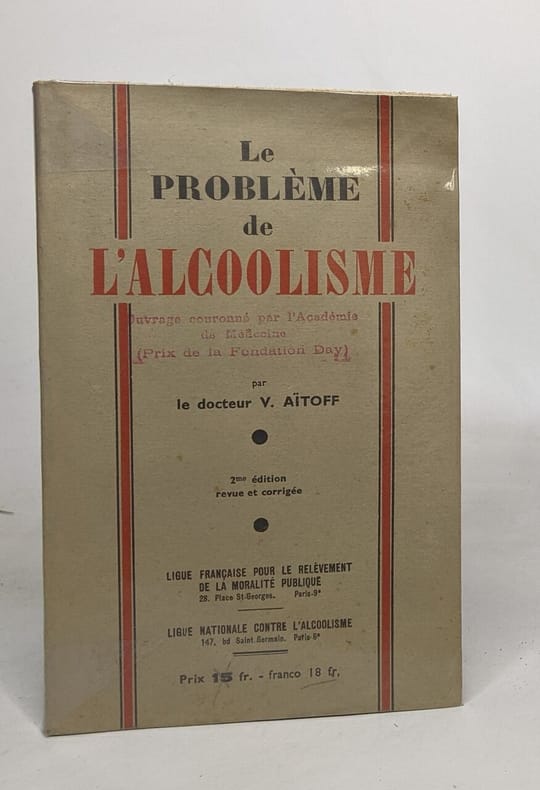 Le
PROBLÈME
de
L'ALCOOLISME
Ouvrage couronné par l'Académie
de Médecine
(Prix de la Fondation Day)
par
le docteur V. AÏTOFF
2me édition
revue et corrigée
LIGUE FRANÇAISE POUR LE RELÈVEMENT
DE LA MORALITÉ PUBLIQUE
28. Place St-Georges. Paris-9e
LIGUE NATIONALE CONTRE L'ALCOOLISME
147, bd Saint Germain. Paris-6e
Prix 15 fr. - franco 18 fr.